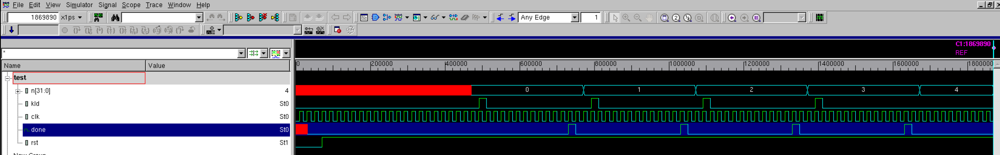 File Edit View Simulator Signal Scope Trace Window Help
1869890 x1ps Any Edge 1
C1:1869890
REF
*
Name Value
0 200000 400000 600000 800000 1000000 1200000 1400000 1600000 1800000
test
n[31:0] 4 0 1 2 3 4
kld St0
clk St0
done St0
rst St1
New Group